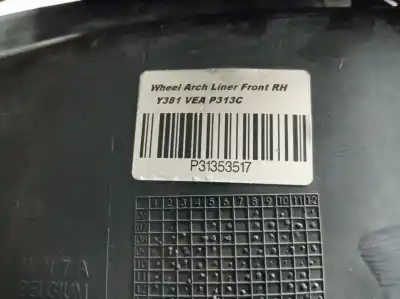 Wheel Arch Liner Front RH
Y381 VEA P313C
P31353517
1 2 3 4 5 6 7 8 9 10 11 12
BELGIUM